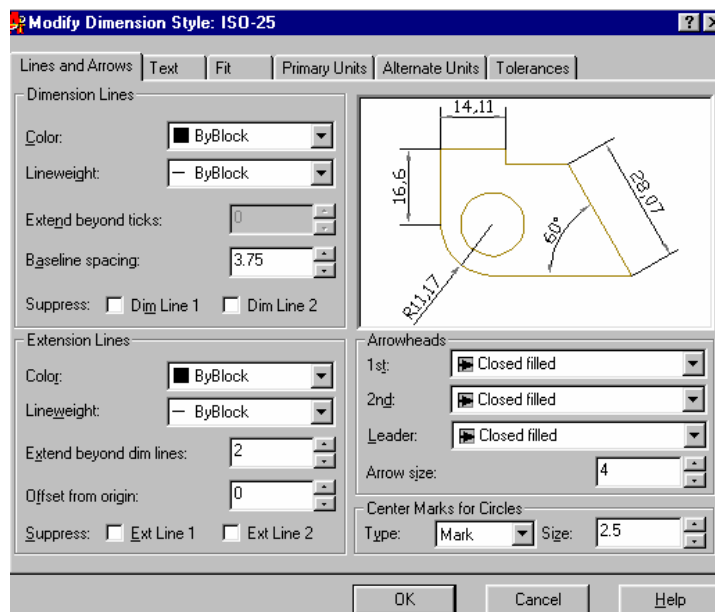 Modify Dimension Style: ISO-25
Lines and Arrows Text Fit Primary Units Alternate Units Tolerances
Dimension Lines
Color: ByBlock
Lineweight: ByBlock
Extend beyond ticks: 0
Baseline spacing: 3.75
Suppress: Dim Line 1 Dim Line 2
14,11
16,6
28,07
60°
R11,17
Extension Lines
Color: ByBlock
Lineweight: ByBlock
Extend beyond dim lines: 2
Offset from origin: 0
Suppress: Ext Line 1 Ext Line 2
Arrowheads
1st: Closed filled
2nd: Closed filled
Leader: Closed filled
Arrow size: 4
Center Marks for Circles
Type: Mark Size: 2.5
OK Cancel Help